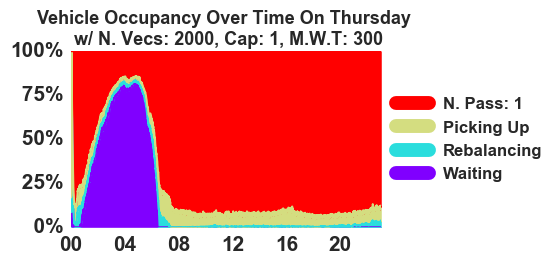 Vehicle Occupancy Over Time On Thursday
w/ N. Vecs: 2000, Cap: 1, M.W.T: 300
100%
75%
50%
25%
0%
00 04 08 12 16 20
N. Pass: 1
Picking Up
Rebalancing
Waiting